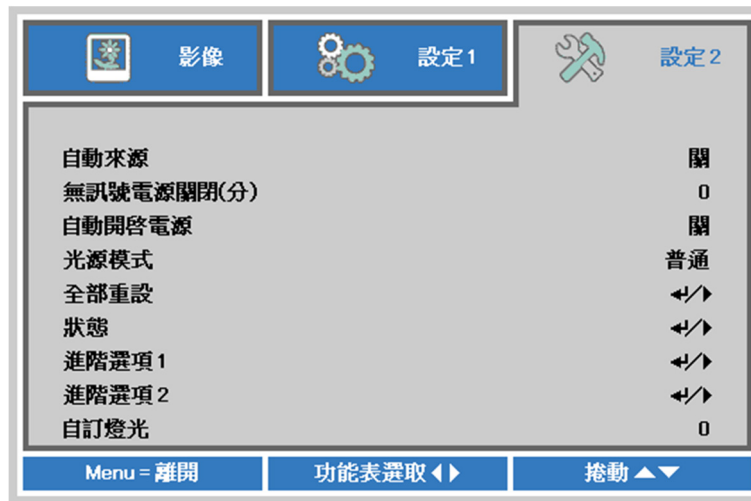 影像 設定1 設定2
自動來源 關
無訊號電源關閉(分) 0
自動開啓電源 關
光源模式 普通
全部重設 ↵/▶
狀態 ↵/▶
進階選項1 ↵/▶
進階選項2 ↵/▶
自訂燈光 0
Menu = 離開 功能表選取 ◀▶ 捲動 ▲▼